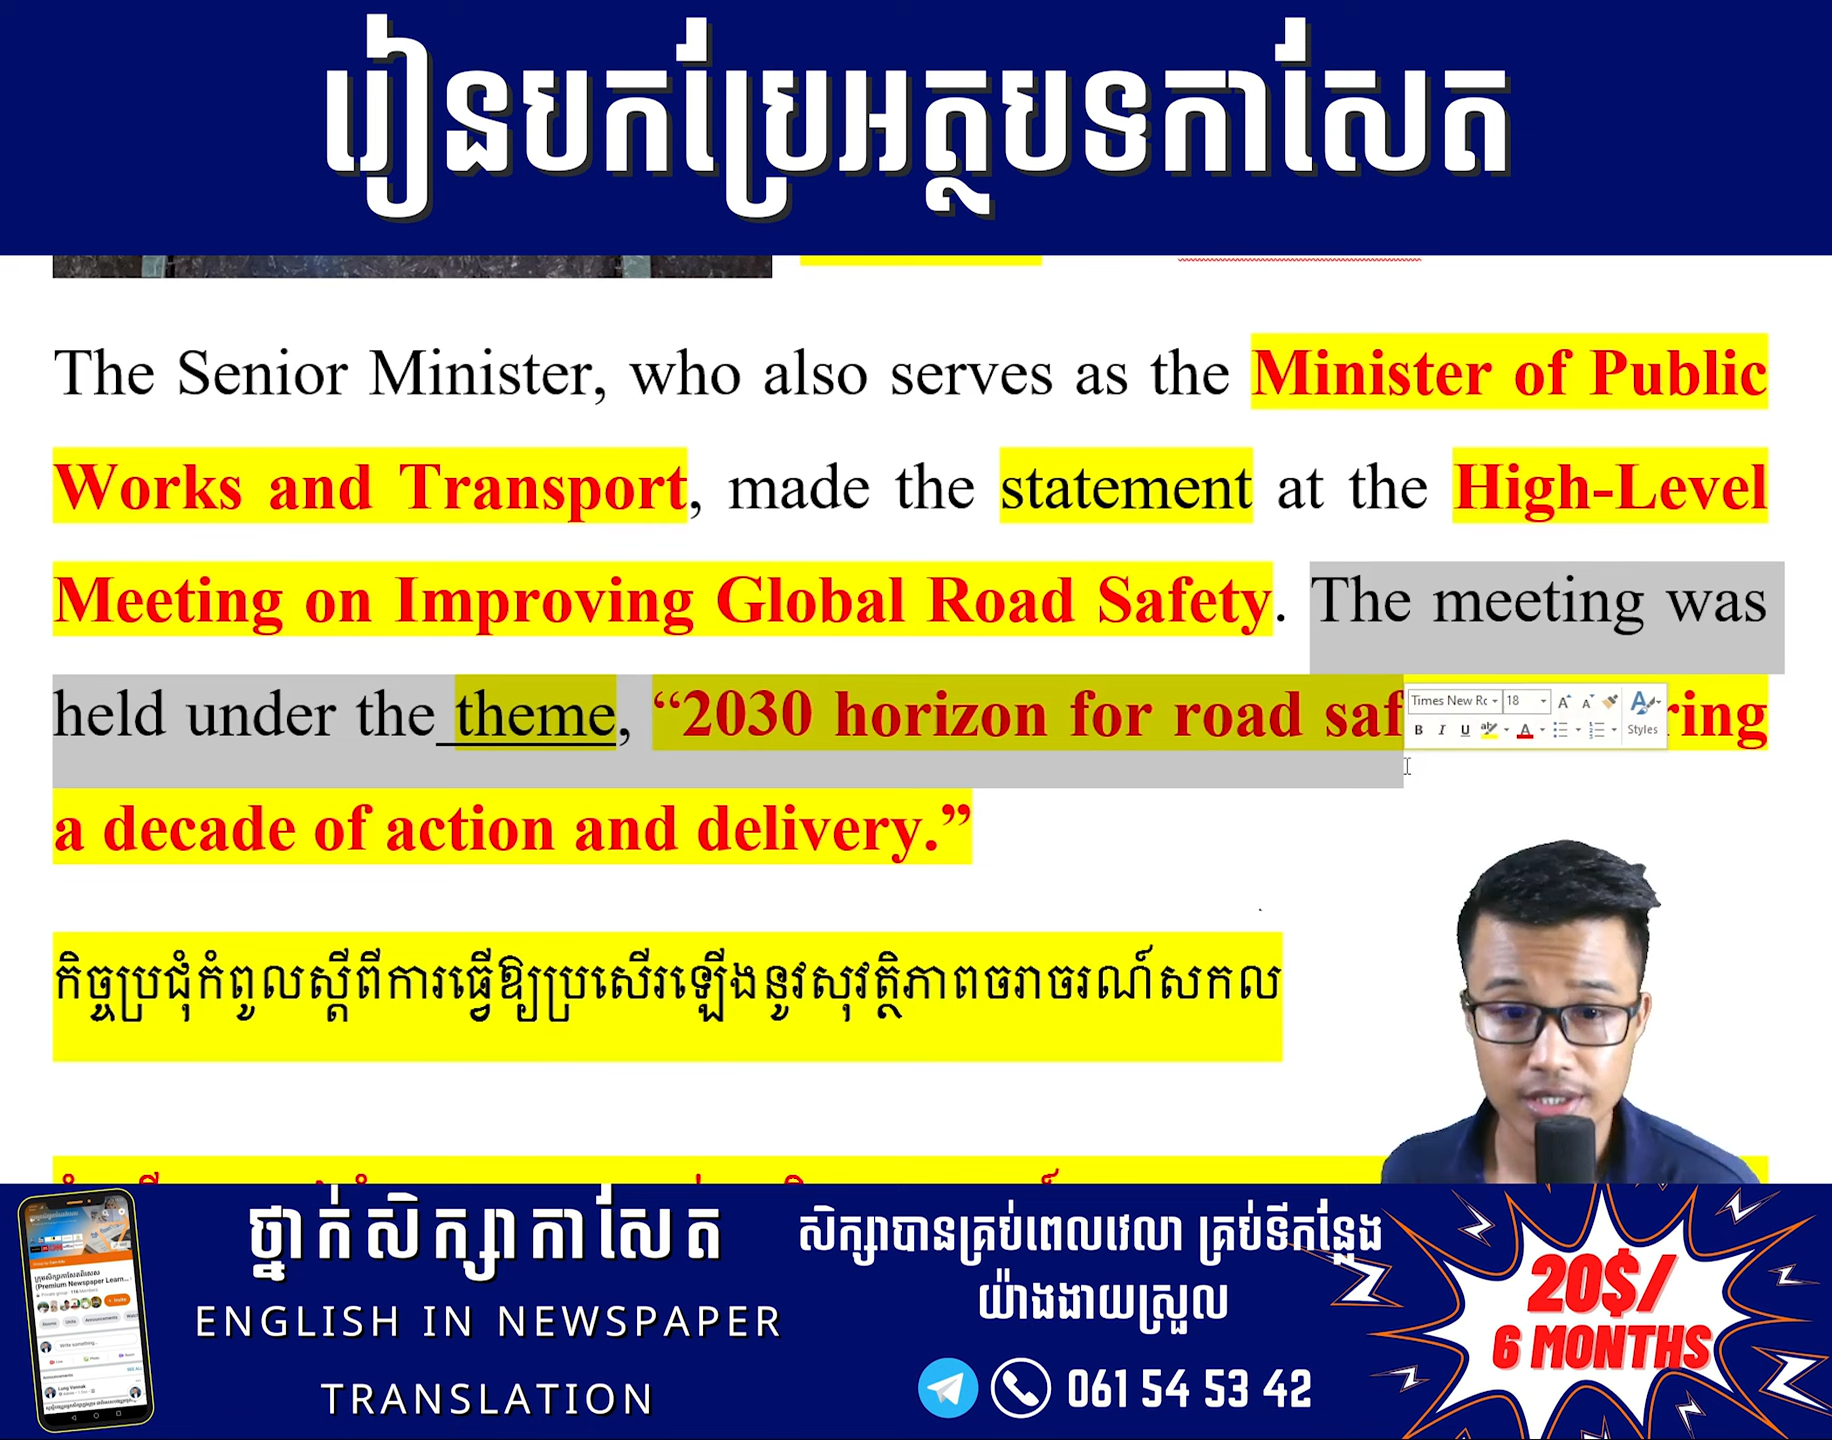 រៀនបកប្រែអត្ថបទកាសែត
The Senior Minister, who also serves as the Minister of Public
Works and Transport, made the statement at the High-Level
Meeting on Improving Global Road Safety. The meeting was
held under the theme, “2030 horizon for road saf ring
Times New Rc 18
B I U Styles
a decade of action and delivery.”
កិច្ចប្រជុំកំពូលស្ដីពីការធ្វើឱ្យប្រសើរឡើងនូវសុវត្ថិភាពចរាចរណ៍សកល
ថ្នាក់សិក្សាកាសែត
ENGLISH IN NEWSPAPER
TRANSLATION
សិក្សាបានគ្រប់ពេលវេលា គ្រប់ទីកន្លែង
យ៉ាងងាយស្រួល
061 54 53 42
20$/
6 MONTHS
(Premium Newspaper Learn...